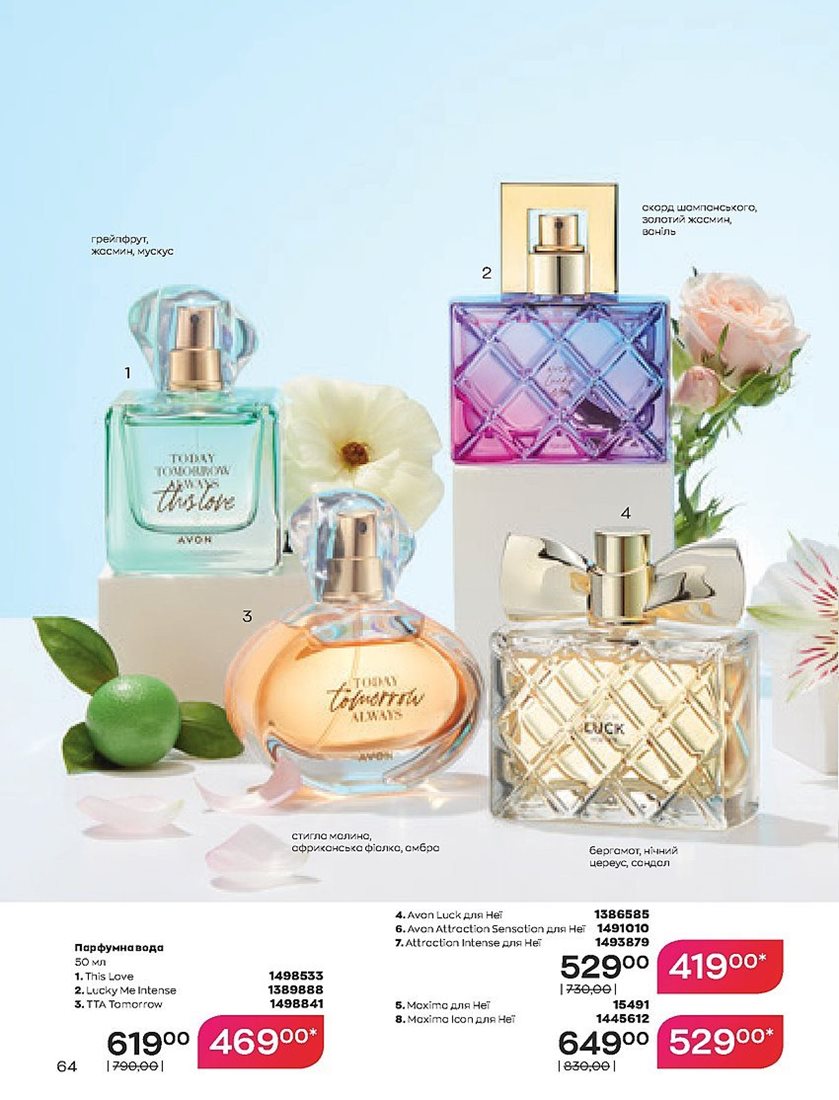 грейпфрут,
жасмин, мускус
акорд шампанського,
золотий жасмин,
ваніль
1
2
TODAY
TOMORROW
ALWAYS
this love
AVON
3
4
TODAY
tomorrow
ALWAYS
AVON
LUCK
стигла малина,
африканська фіалка, амбра
бергамот, нічний
цереус, сандал
Парфумна вода
50 мл
1. This Love 1498533
2. Lucky Me Intense 1389888
3. TTA Tomorrow 1498841
61900 46900*
|790,00|
4. Avon Luck для Неї 1386585
6. Avon Attraction Sensation для Неї 1491010
7. Attraction Intense для Неї 1493879
52900 41900*
|730,00|
5. Maxima для Неї 15491
8. Maxima Icon для Неї 1445612
64900 52900*
|830,00|
64